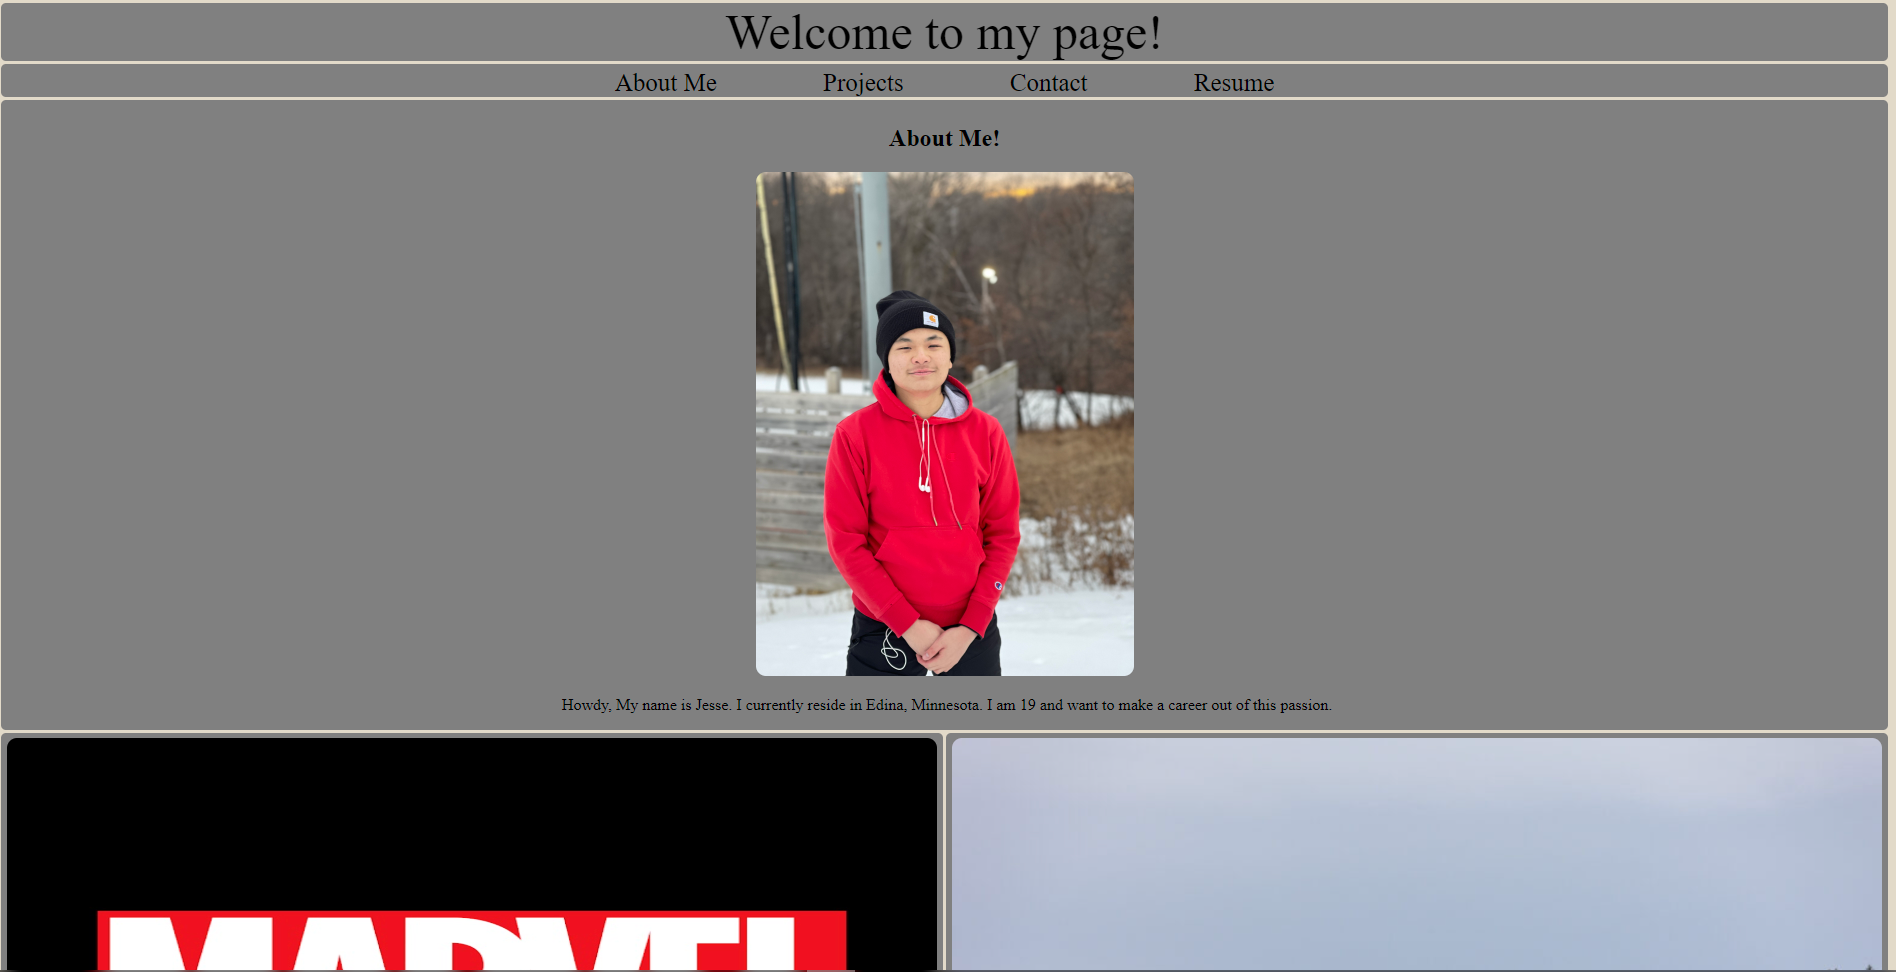 Welcome to my page!
About Me Projects Contact Resume
About Me!
Howdy, My name is Jesse. I currently reside in Edina, Minnesota. I am 19 and want to make a career out of this passion.
MARVEL